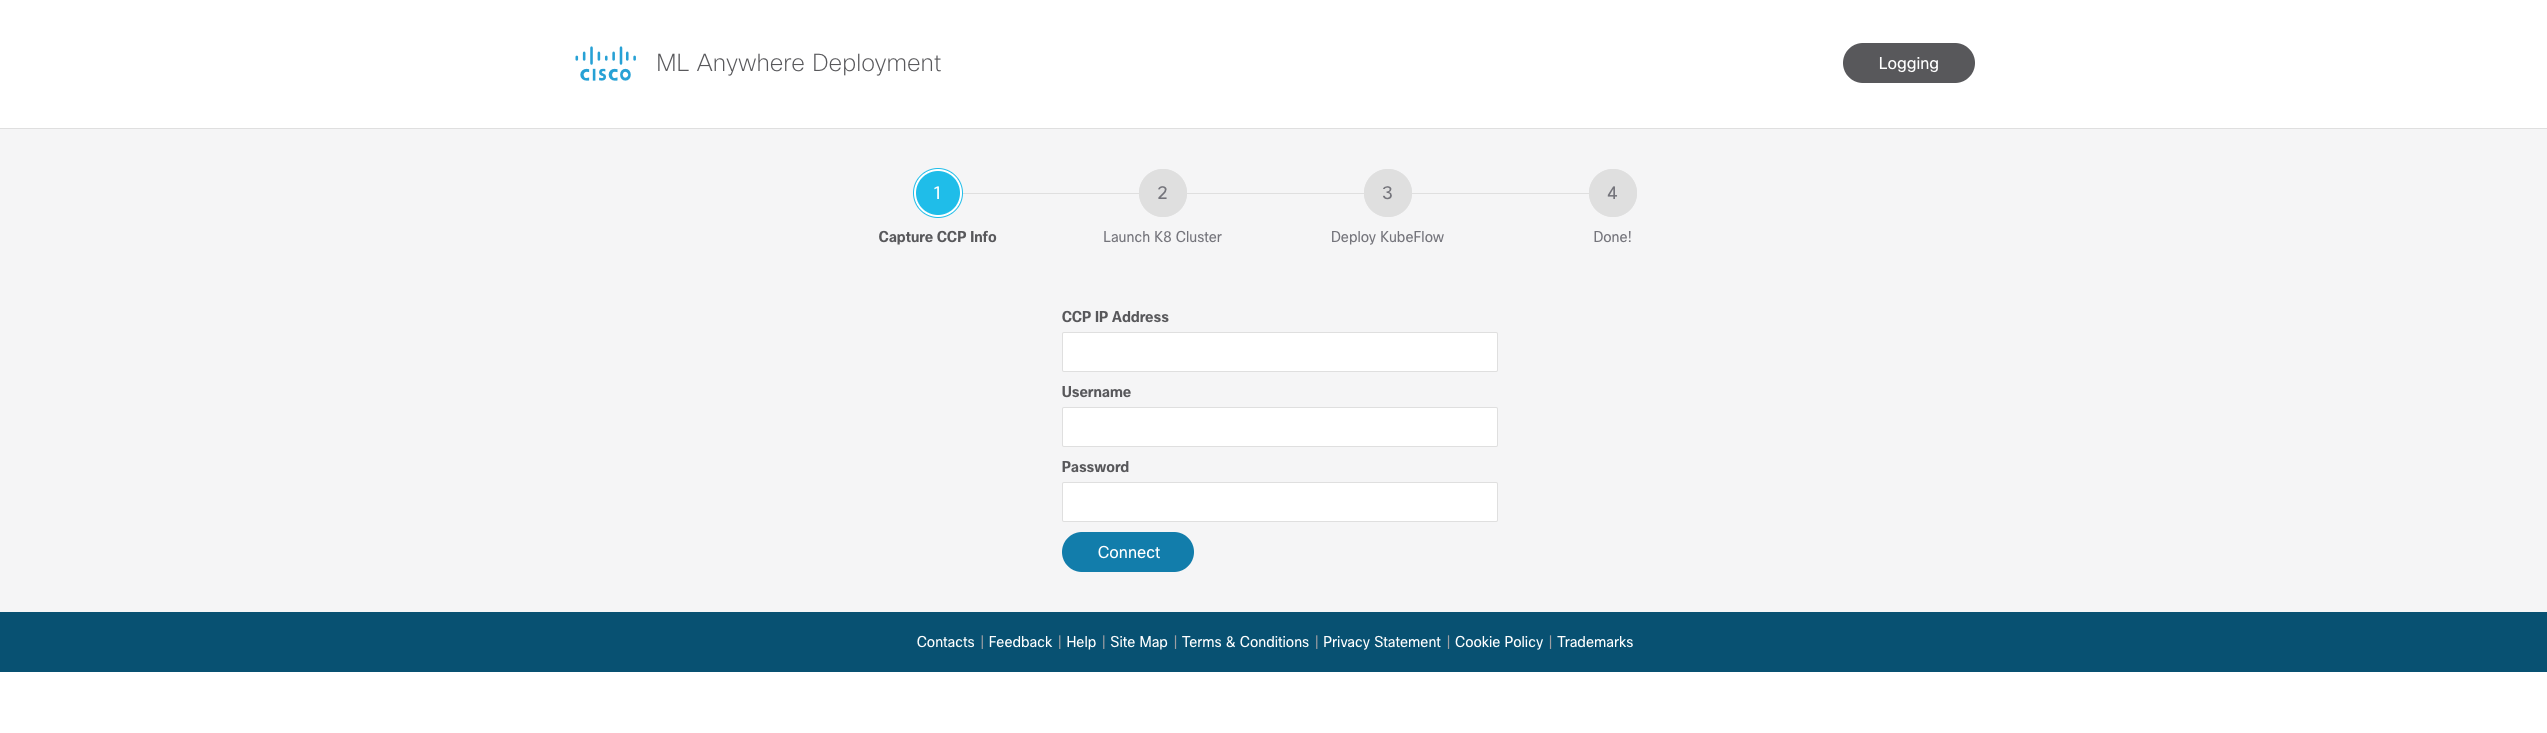 CISCO ML Anywhere Deployment Logging
1 2 3 4
Capture CCP Info Launch K8 Cluster Deploy KubeFlow Done!
CCP IP Address
Username
Password
Connect
Contacts | Feedback | Help | Site Map | Terms & Conditions | Privacy Statement | Cookie Policy | Trademarks